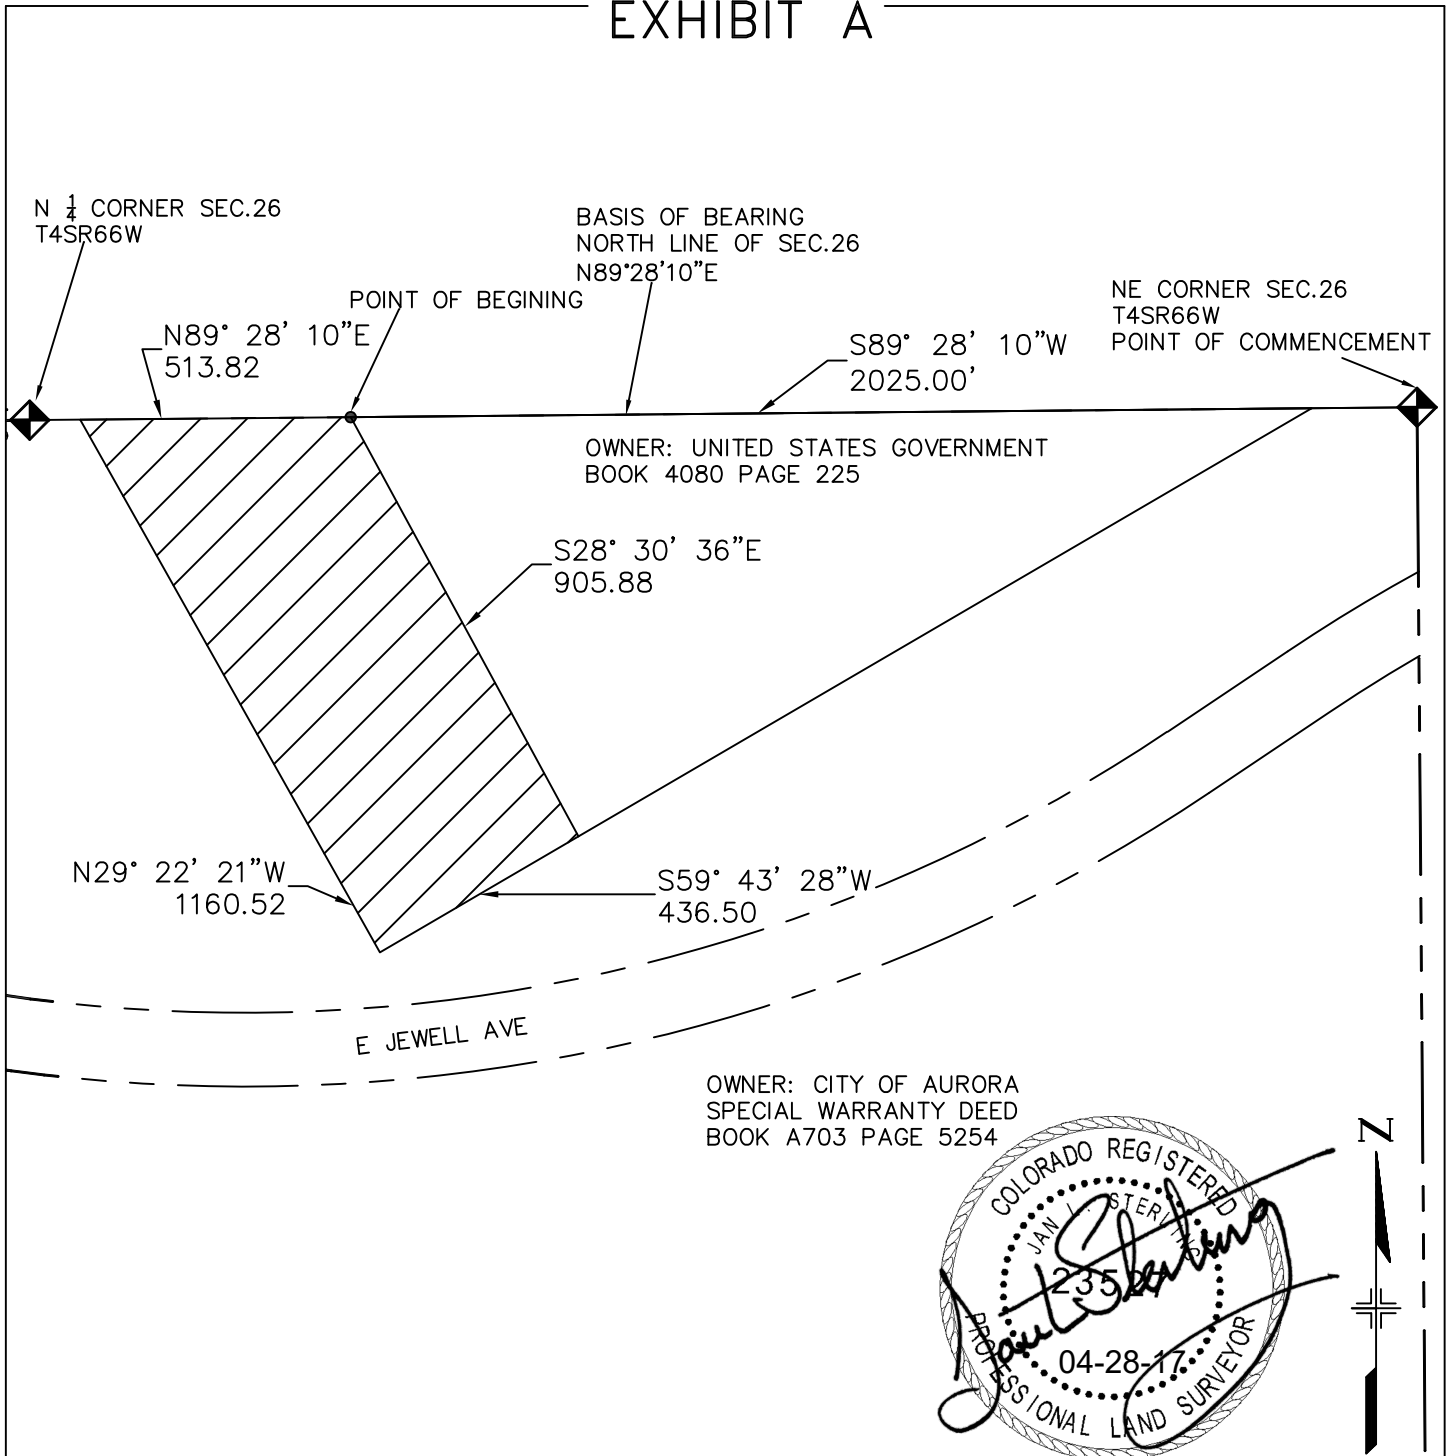 EXHIBIT A
N 1/4 CORNER SEC.26
T4SR66W
BASIS OF BEARING
NORTH LINE OF SEC.26
N89°28'10"E
POINT OF BEGINING
NE CORNER SEC.26
T4SR66W
POINT OF COMMENCEMENT
N89° 28' 10"E
513.82
S89° 28' 10"W
2025.00'
OWNER: UNITED STATES GOVERNMENT
BOOK 4080 PAGE 225
S28° 30' 36"E
905.88
N29° 22' 21"W
1160.52
S59° 43' 28"W
436.50
E JEWELL AVE
OWNER: CITY OF AURORA
SPECIAL WARRANTY DEED
BOOK A703 PAGE 5254
N
COLORADO REGISTERED
JAN
04-28-17
PROFESSIONAL LAND SURVEYOR